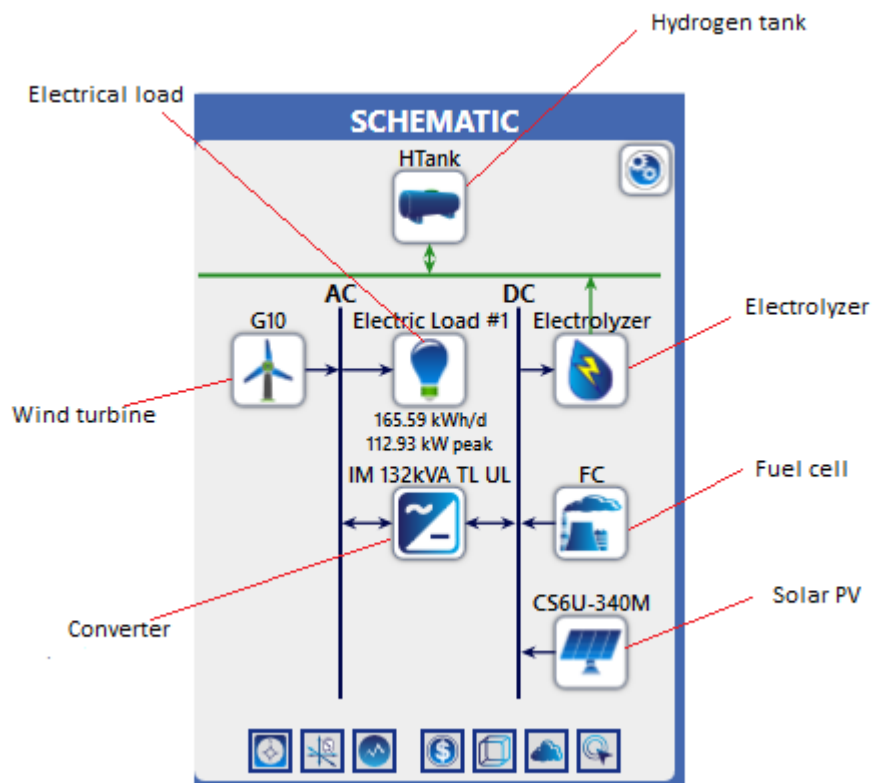 Hydrogen tank
Electrical load
SCHEMATIC
HTank
AC
DC
G10
Electric Load #1
Electrolyzer
Electrolyzer
Wind turbine
165.59 kWh/d
112.93 kW peak
IM 132kVA TL UL
FC
Fuel cell
CS6U-340M
Solar PV
Converter